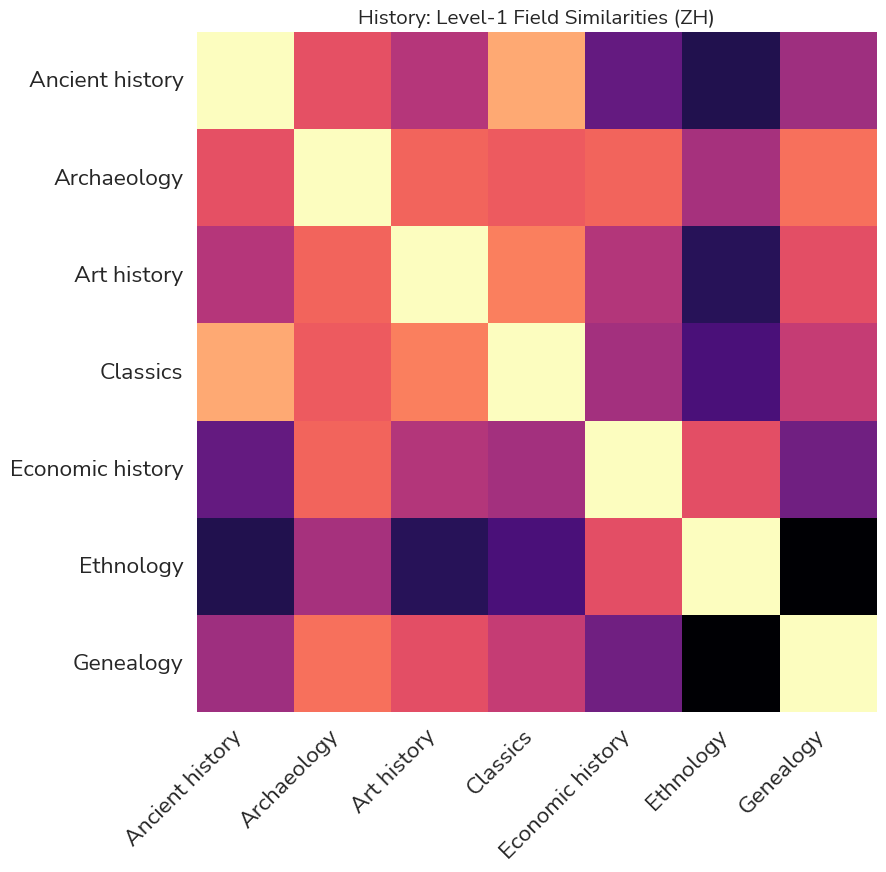 History: Level-1 Field Similarities (ZH)
Ancient history
Archaeology
Art history
Classics
Economic history
Ethnology
Genealogy
Ancient history
Archaeology
Art history
Classics
Economic history
Ethnology
Genealogy